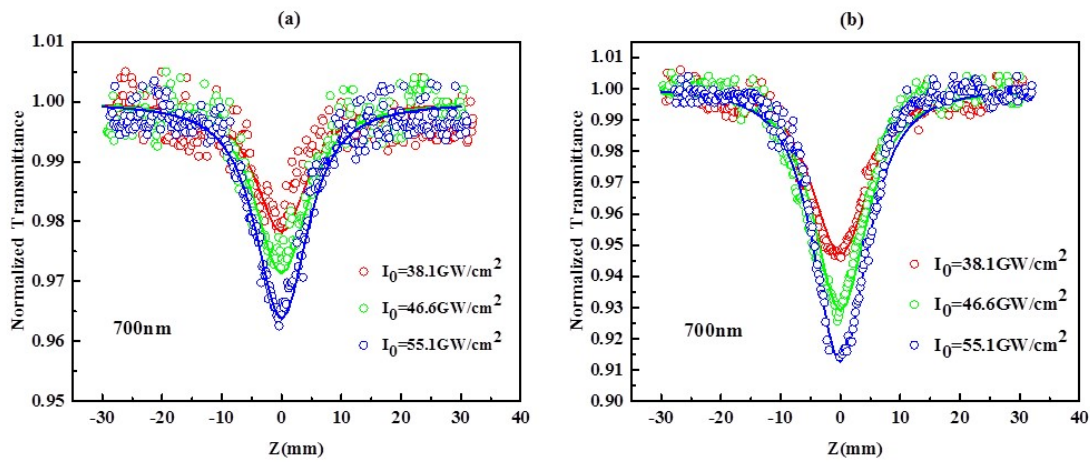 (a)
1.01
1.00
0.99
0.98
0.97
0.96
0.95
Normalized Transmittance
I0=38.1GW/cm2
I0=46.6GW/cm2
I0=55.1GW/cm2
700nm
-30 -20 -10 0 10 20 30 40
Z(mm)
(b)
1.01
1.00
0.99
0.98
0.97
0.96
0.95
0.94
0.93
0.92
0.91
0.90
Normalized Transmittance
I0=38.1GW/cm2
I0=46.6GW/cm2
I0=55.1GW/cm2
700nm
-30 -20 -10 0 10 20 30 40
Z(mm)